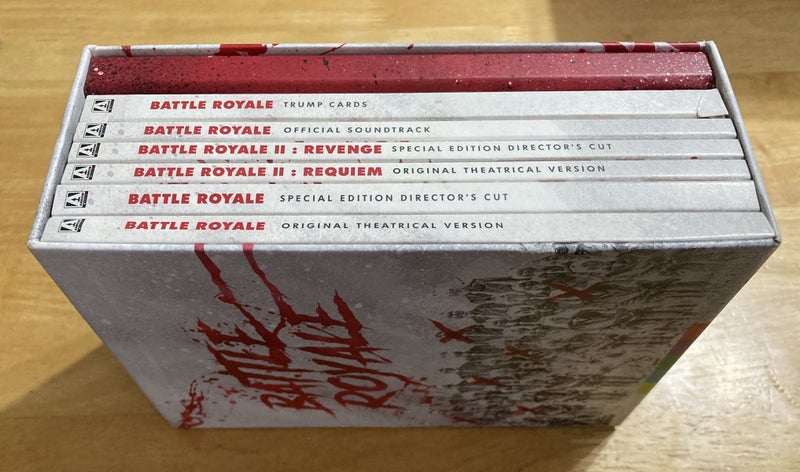 BATTLE ROYALE TRUMP CARDS
BATTLE ROYALE OFFICIAL SOUNDTRACK
BATTLE ROYALE II : REVENGE SPECIAL EDITION DIRECTOR'S CUT
BATTLE ROYALE II : REQUIEM ORIGINAL THEATRICAL VERSION
BATTLE ROYALE SPECIAL EDITION DIRECTOR'S CUT
BATTLE ROYALE ORIGINAL THEATRICAL VERSION
BATTLE
ROYALE